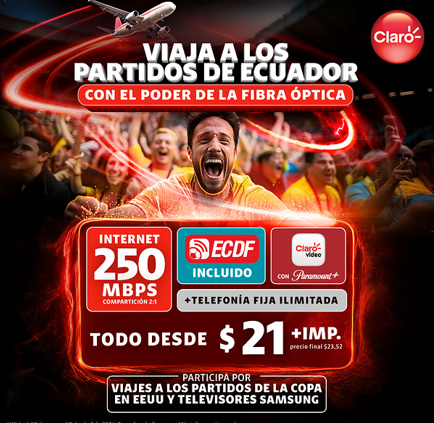 Claro
VIAJA A LOS
PARTIDOS DE ECUADOR
CON EL PODER DE LA FIBRA ÓPTICA
INTERNET
250
MBPS
COMPARTICIÓN 2:1
ECDF
INCLUIDO
Claro
video
CON Paramount+
+TELEFONÍA FIJA ILIMITADA
TODO DESDE $21 +IMP.
precio final $23,52
PARTICIPA POR
VIAJES A LOS PARTIDOS DE LA COPA
EN EEUU Y TELEVISORES SAMSUNG